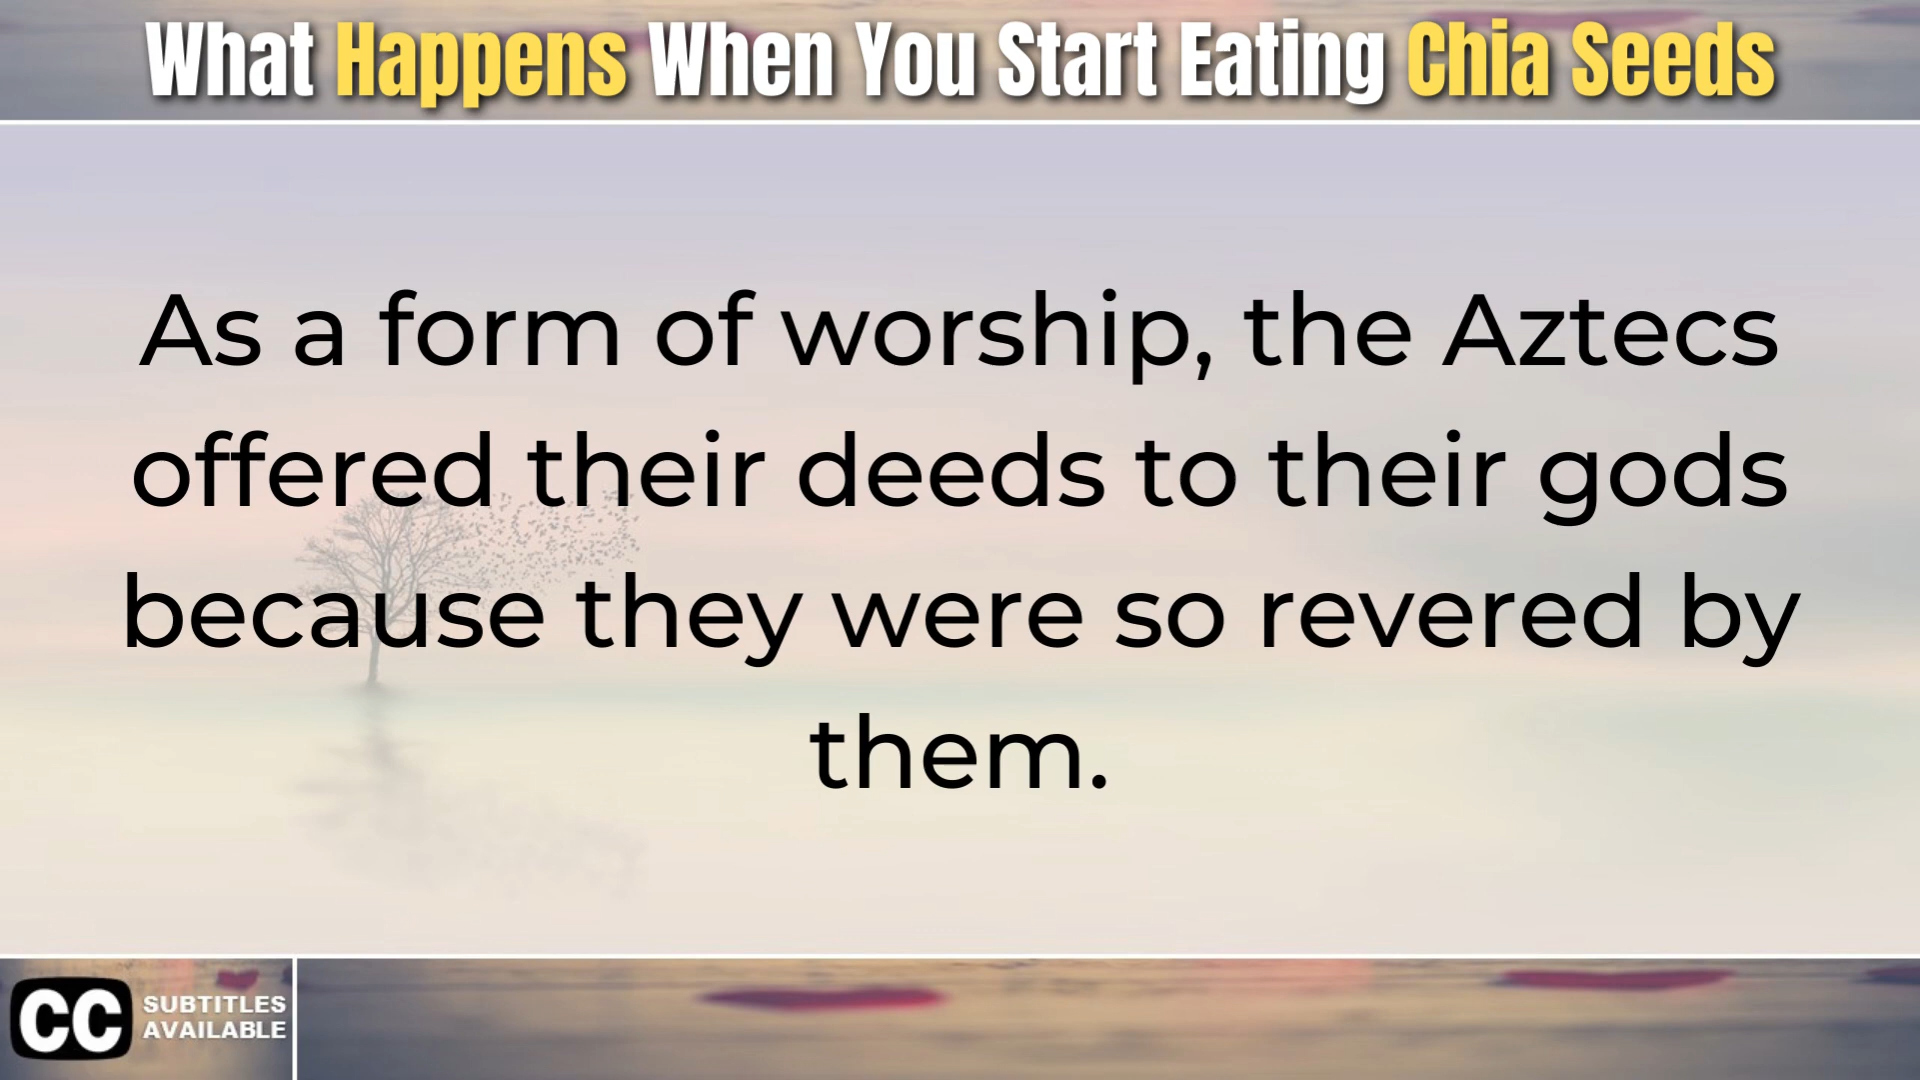 What Happens When You Start Eating Chia Seeds
As a form of worship, the Aztecs
offered their deeds to their gods
because they were so revered by
them.
CC SUBTITLES
AVAILABLE